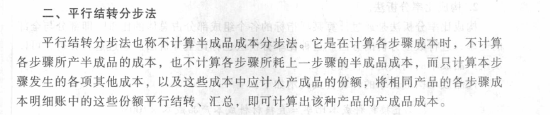 二、平行结转分步法
平行结转分步法也称不计算半成品成本分步法。它是在计算各步骤成本时，不计算
各步骤所产半成品的成本，也不计算各步骤所耗上一步骤的半成品成本，而只计算本步
骤发生的各项其他成本，以及这些成本中应计入产成品的份额，将相同产品的各步骤成
本明细账中的这些份额平行结转、汇总，即可计算出该种产品的产成品成本。